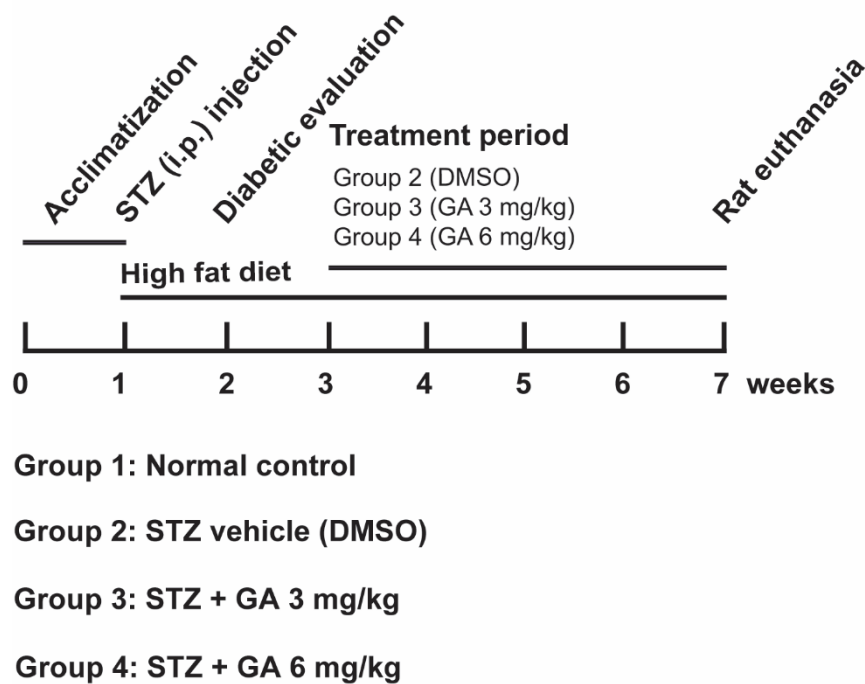 Acclimatization
STZ (i.p.) injection
Diabetic evaluation
Treatment period
Group 2 (DMSO)
Group 3 (GA 3 mg/kg)
Group 4 (GA 6 mg/kg)
Rat euthanasia
High fat diet
0 1 2 3 4 5 6 7 weeks
Group 1: Normal control
Group 2: STZ vehicle (DMSO)
Group 3: STZ + GA 3 mg/kg
Group 4: STZ + GA 6 mg/kg